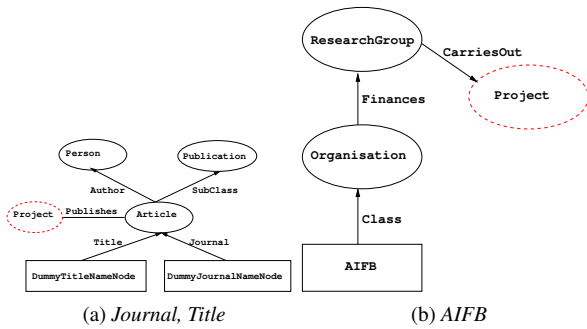 ResearchGroup
CarriesOut
Project
Finances
Organisation
Class
AIFB
Person
Publication
Author
SubClass
Project
Publishes
Article
Title
Journal
DummyTitleNameNode
DummyJournalNameNode
(a) Journal, Title
(b) AIFB